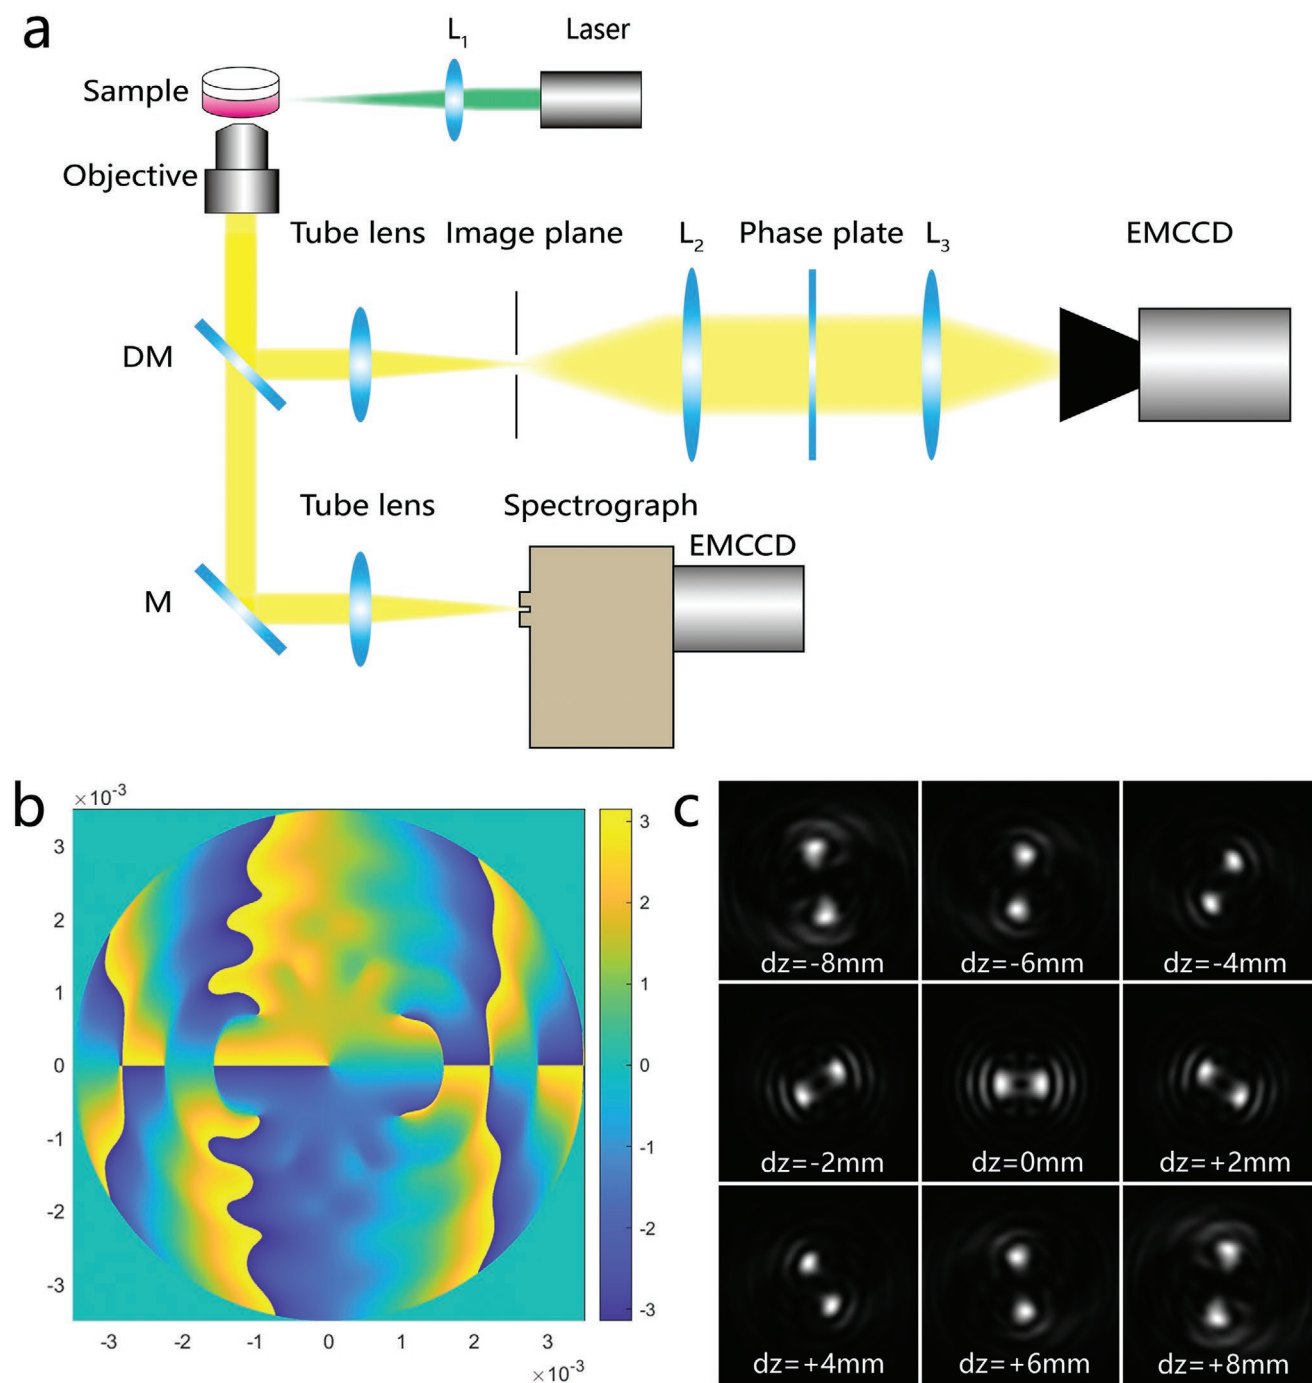 a
L1
Laser
Sample
Objective
Tube lens
Image plane
L2
Phase plate
L3
EMCCD
DM
Tube lens
Spectrograph
EMCCD
M
b
×10-3
3
2
1
0
-1
-2
-3
-3
-2
-1
0
1
2
3
×10-3
3
2
1
0
-1
-2
-3
c
dz=-8mm
dz=-6mm
dz=-4mm
dz=-2mm
dz=0mm
dz=+2mm
dz=+4mm
dz=+6mm
dz=+8mm